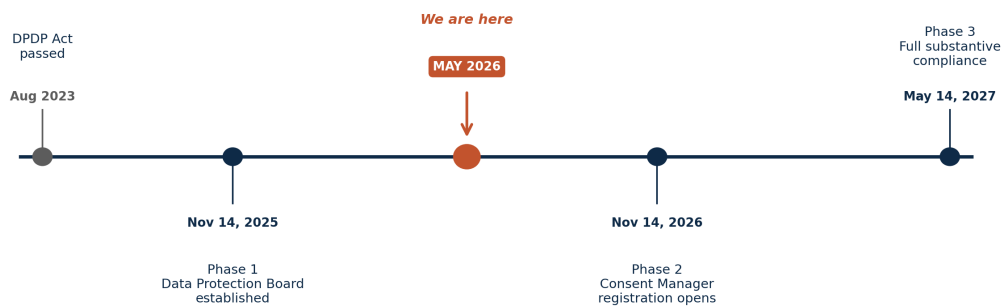 We are here
MAY 2026
DPDP Act
passed
Aug 2023
Nov 14, 2025
Phase 1
Data Protection Board
established
Nov 14, 2026
Phase 2
Consent Manager
registration opens
Phase 3
Full substantive
compliance
May 14, 2027